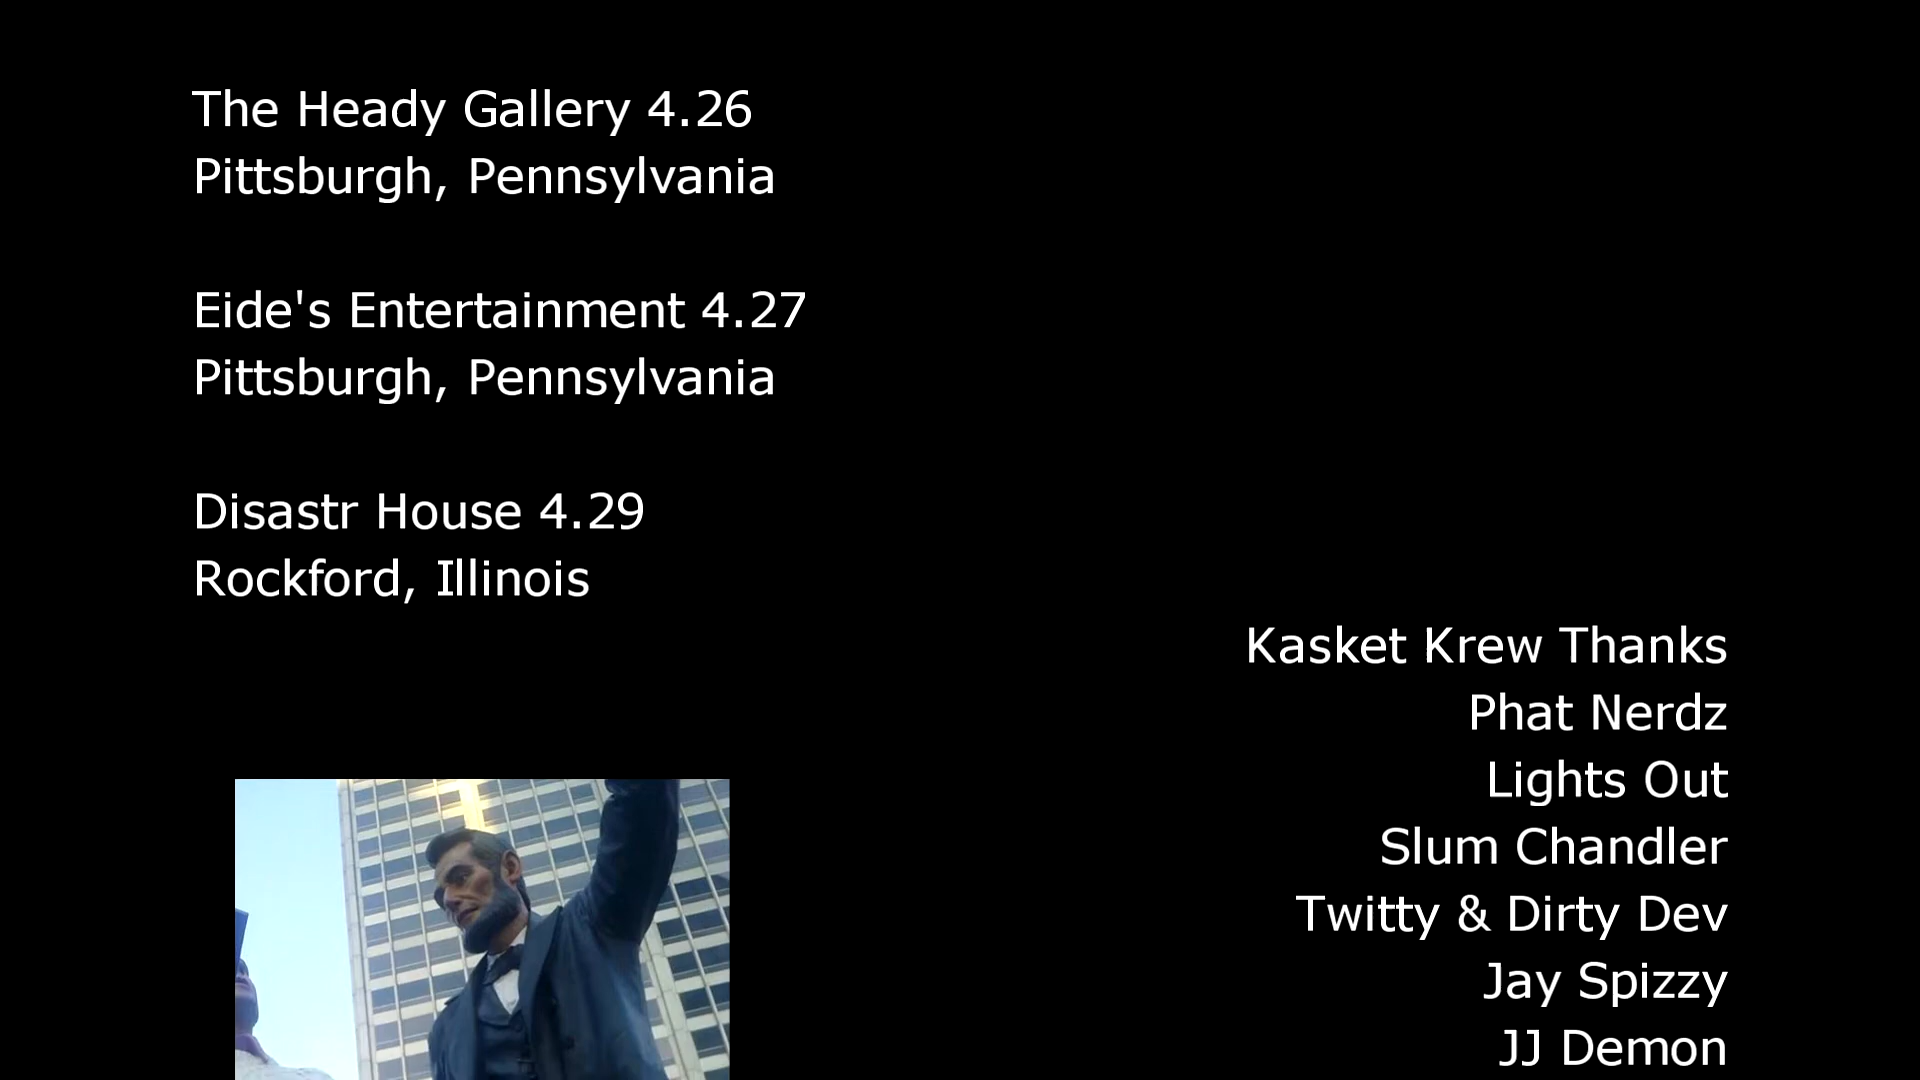 The Heady Gallery 4.26
Pittsburgh, Pennsylvania
Eide's Entertainment 4.27
Pittsburgh, Pennsylvania
Disastr House 4.29
Rockford, Illinois
Kasket Krew Thanks
Phat Nerdz
Lights Out
Slum Chandler
Twitty & Dirty Dev
Jay Spizzy
JJ Demon